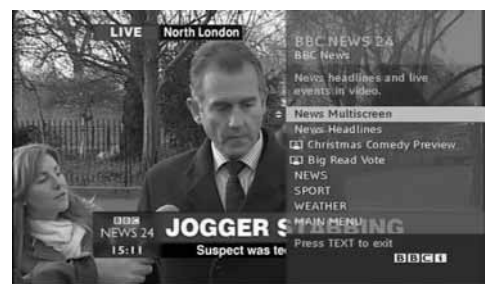 LIVE
North London
BBC NEWS 24
BBC News
News headlines and live
events in video.
News Multiscreen
News Headlines
Christmas Comedy Preview
Big Read Vote
NEWS
SPORT
WEATHER
MAIN MENU
Press TEXT to exit
BBCi
BBC
NEWS 24
15:11
JOGGER STABBING
Suspect was